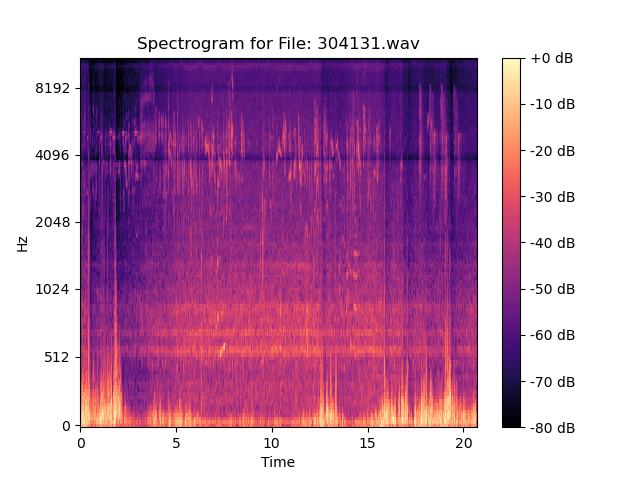 Spectrogram for File: 304131.wav
8192
4096
2048
1024
512
0
Hz
0
5
10
15
20
Time
+0 dB
-10 dB
-20 dB
-30 dB
-40 dB
-50 dB
-60 dB
-70 dB
-80 dB